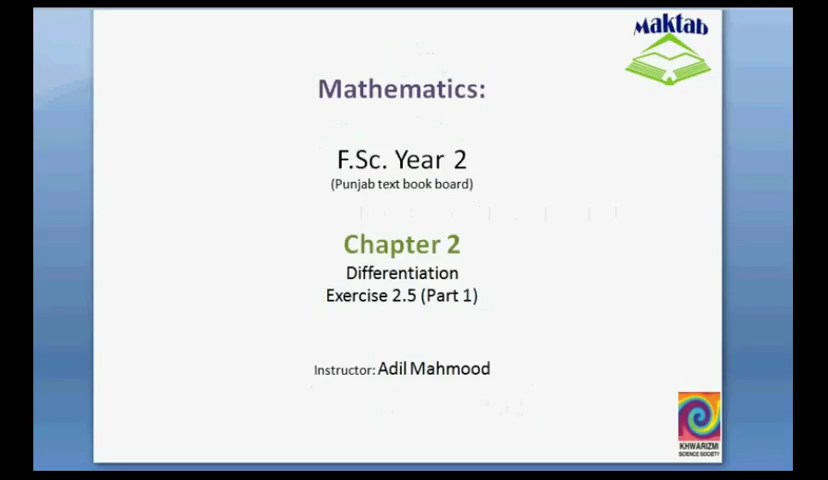 Maktab
Mathematics:
F.Sc. Year 2
(Punjab text book board)
Chapter 2
Differentiation
Exercise 2.5 (Part 1)
Instructor: Adil Mahmood
KHWARIZMI
SCIENCE SOCIETY